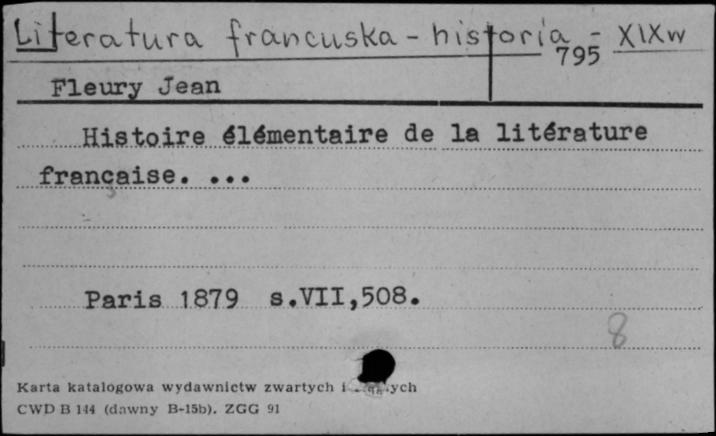 Literatura francuska - historia - XIXw
795
Fleury Jean
Histoire élémentaire de la litérature
française. ...
Paris 1879 s.VII,508.
8
Karta katalogowa wydawnictw zwartych i
CWD B 144 (dawny B-15b). ZGG 91